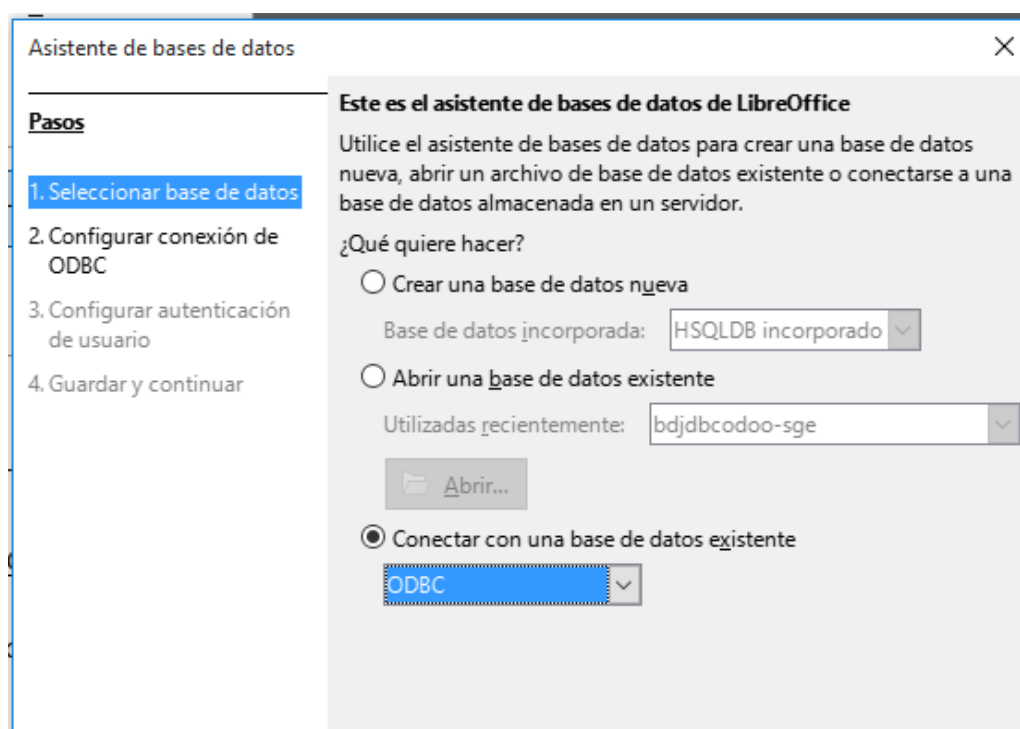 Asistente de bases de datos
Pasos
1. Seleccionar base de datos
2. Configurar conexión de
ODBC
3. Configurar autenticación
de usuario
4. Guardar y continuar
Este es el asistente de bases de datos de LibreOffice
Utilice el asistente de bases de datos para crear una base de datos
nueva, abrir un archivo de base de datos existente o conectarse a una
base de datos almacenada en un servidor.
¿Qué quiere hacer?
Crear una base de datos nueva
Base de datos incorporada: HSQLDB incorporado
Abrir una base de datos existente
Utilizadas recientemente: bdjdbcodoo-sge
Abrir...
Conectar con una base de datos existente
ODBC